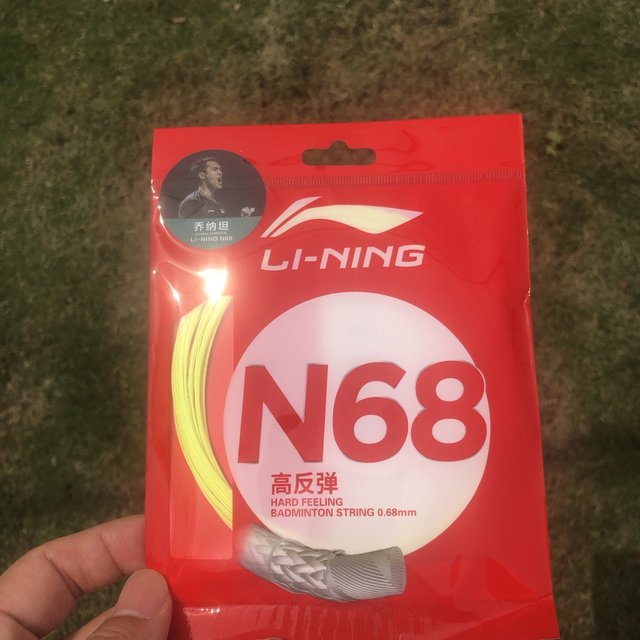 乔纳坦
LI-NING N68
LI-NING
N68
高反弹
HARD FEELING
BADMINTON STRING 0.68mm